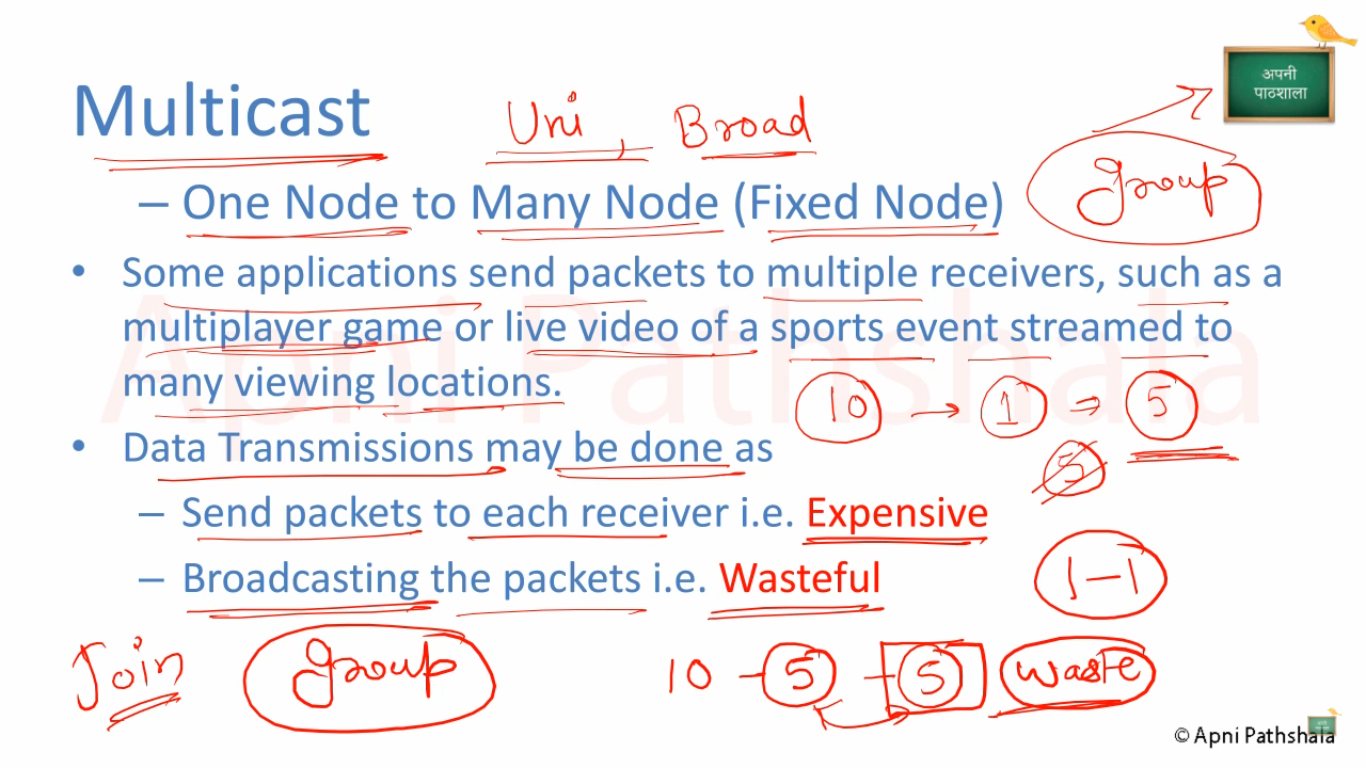 अपनी
पाठशाला
Multicast
Uni, Broad
group
– One Node to Many Node (Fixed Node)
• Some applications send packets to multiple receivers, such as a
multiplayer game or live video of a sports event streamed to
many viewing locations.
10 → 1 → 5
5
• Data Transmissions may be done as
– Send packets to each receiver i.e. Expensive
– Broadcasting the packets i.e. Wasteful
1–1
Join group
10 – 5 – 5 waste
Apni Pathshala
© Apni Pathshala